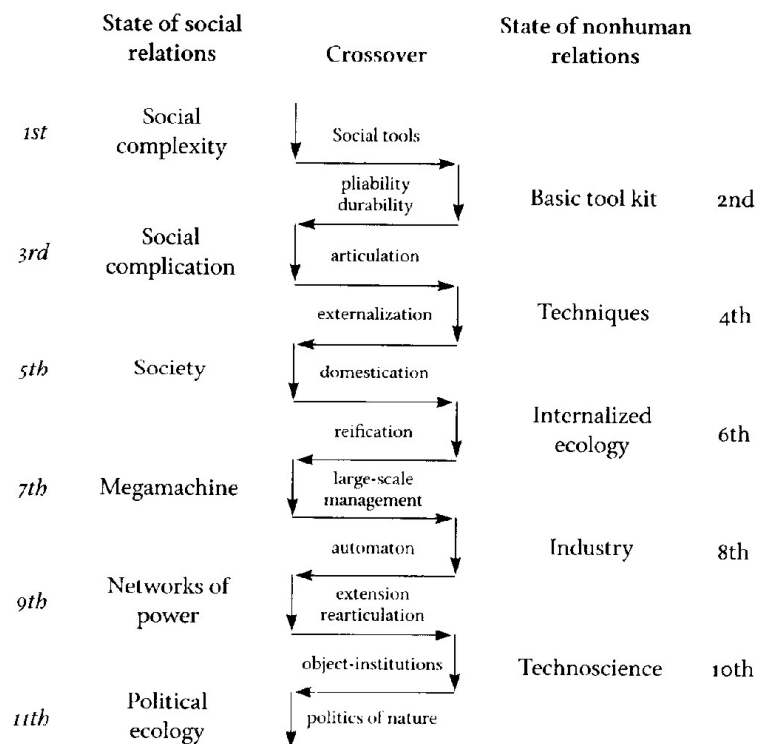 State of social
relations
Crossover
State of nonhuman
relations
1st
Social
complexity
Social tools
pliability
durability
Basic tool kit
2nd
3rd
Social
complication
articulation
externalization
Techniques
4th
5th
Society
domestication
reification
Internalized
ecology
6th
7th
Megamachine
large-scale
management
automaton
Industry
8th
9th
Networks of
power
extension
rearticulation
object-institutions
Technoscience
10th
11th
Political
ecology
politics of nature